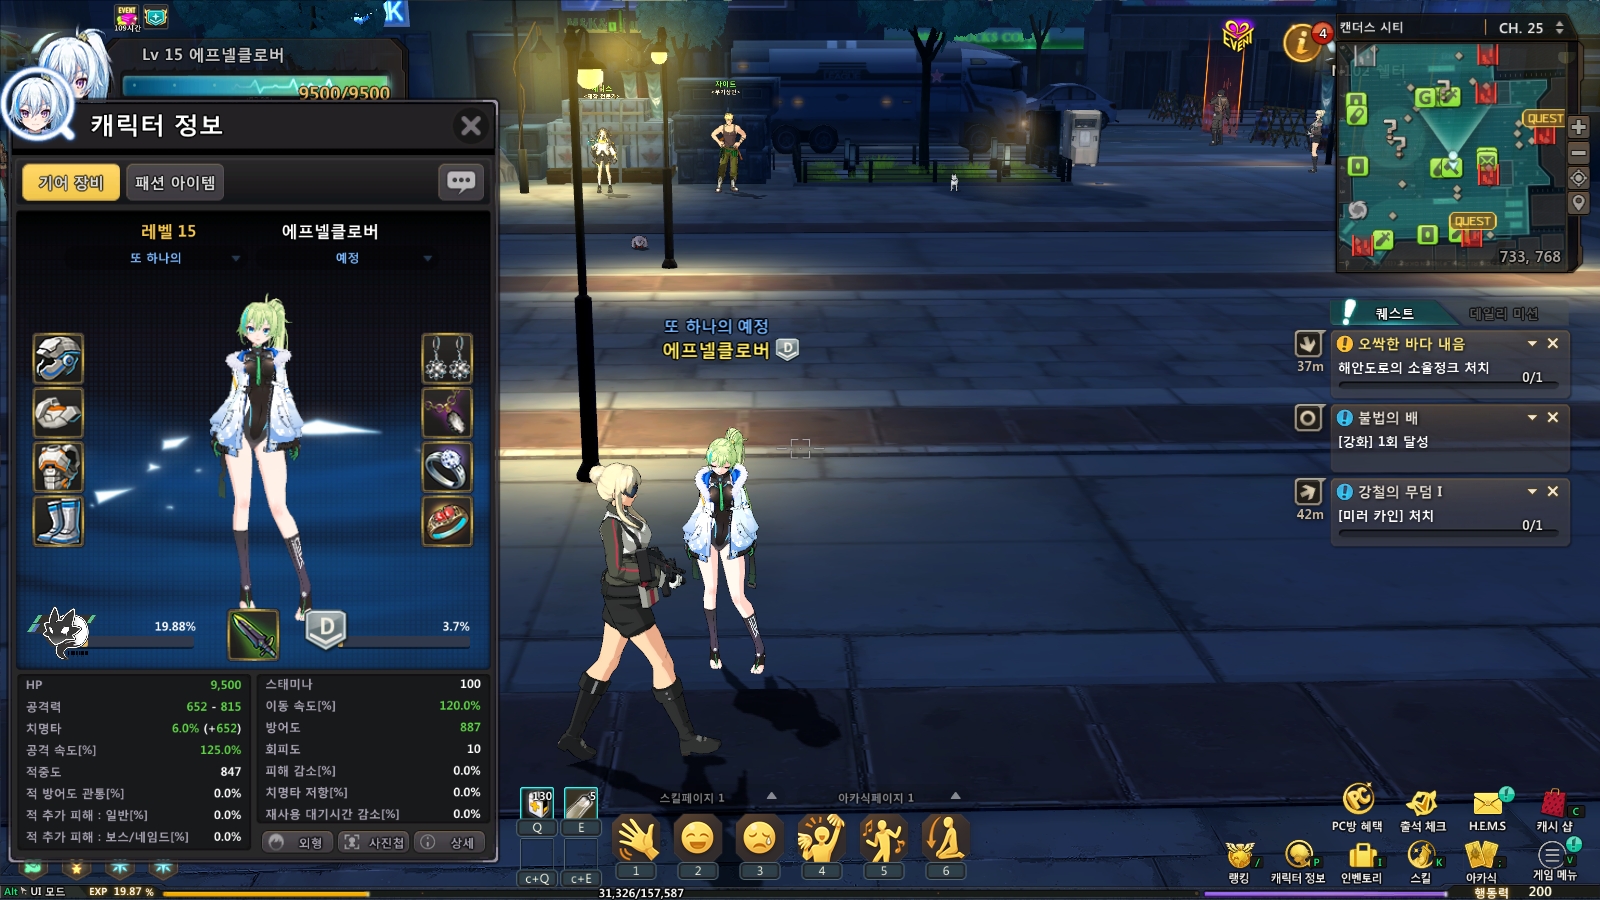 EVENT
109시간
Lv 15 에프넬클로버
9500/9500
캐릭터 정보
기어 장비
패션 아이템
레벨 15
에프넬클로버
또 하나의
예정
19.88%
D
3.7%
HP 9,500
공격력 652 - 815
치명타 6.0% (+652)
공격 속도[%] 125.0%
적중도 847
적 방어도 관통[%] 0.0%
적 추가 피해 : 일반[%] 0.0%
적 추가 피해 : 보스/네임드[%] 0.0%
스태미나 100
이동 속도[%] 120.0%
방어도 887
회피도 10
피해 감소[%] 0.0%
치명타 저항[%] 0.0%
재사용 대기시간 감소[%] 0.0%
외형
사진첩
상세
Alt UI 모드
EXP 19.87 %
31,326/157,587
자이드
또 하나의 예정
에프넬클로버 D
EVENT
4
캔더스 시티
CH. 25
G
QUEST
QUEST
733, 768
퀘스트
데일리 미션
37m
오싹한 바다 내음
해안도로의 소울정크 처치
0/1
불법의 배
[강화] 1회 달성
42m
강철의 무덤 I
[미러 카인] 처치
0/1
130
5
Q
E
c+Q
c+E
스킬페이지 1
아카식페이지 1
1
2
3
4
5
6
PC방 혜택
출석 체크
H.E.M.S
캐시 샵
C
랭킹
/
캐릭터 정보
P
인벤토리
I
스킬
K
아카식
;
게임 메뉴
V
행동력 200